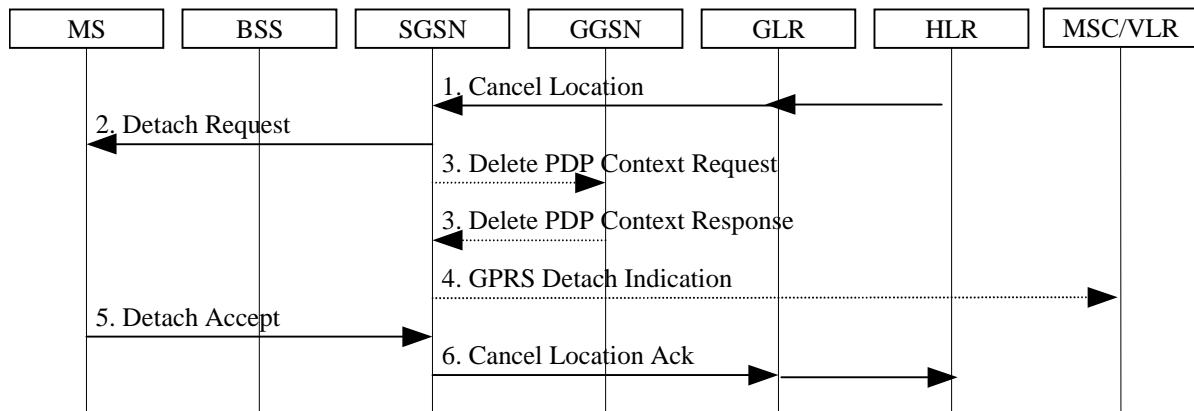 MS
BSS
SGSN
GGSN
GLR
HLR
MSC/VLR
1. Cancel Location
2. Detach Request
3. Delete PDP Context Request
3. Delete PDP Context Response
4. GPRS Detach Indication
5. Detach Accept
6. Cancel Location Ack